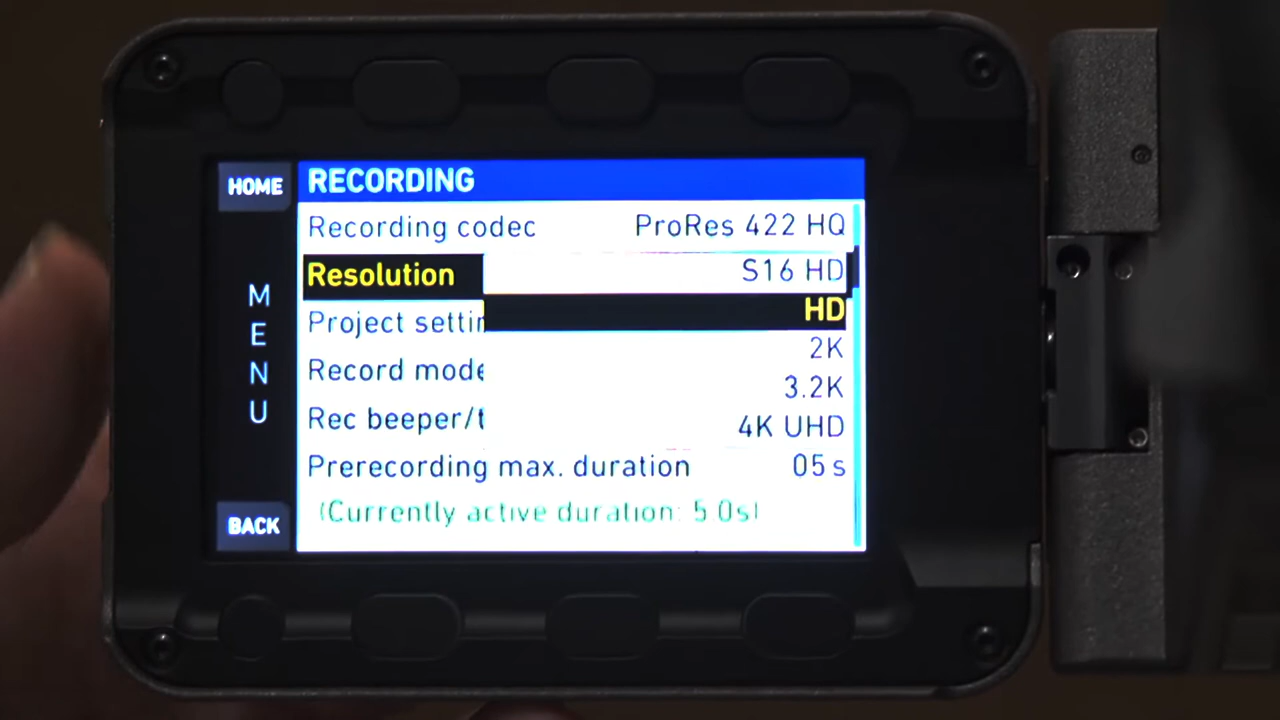 HOME
RECORDING
Recording codec ProRes 422 HQ
Resolution S16 HD
HD
Project settin
2K
Record mode
3.2K
Rec beeper/t
4K UHD
Prerecording max. duration 05 s
(Currently active duration: 5.0s)
MENU
BACK